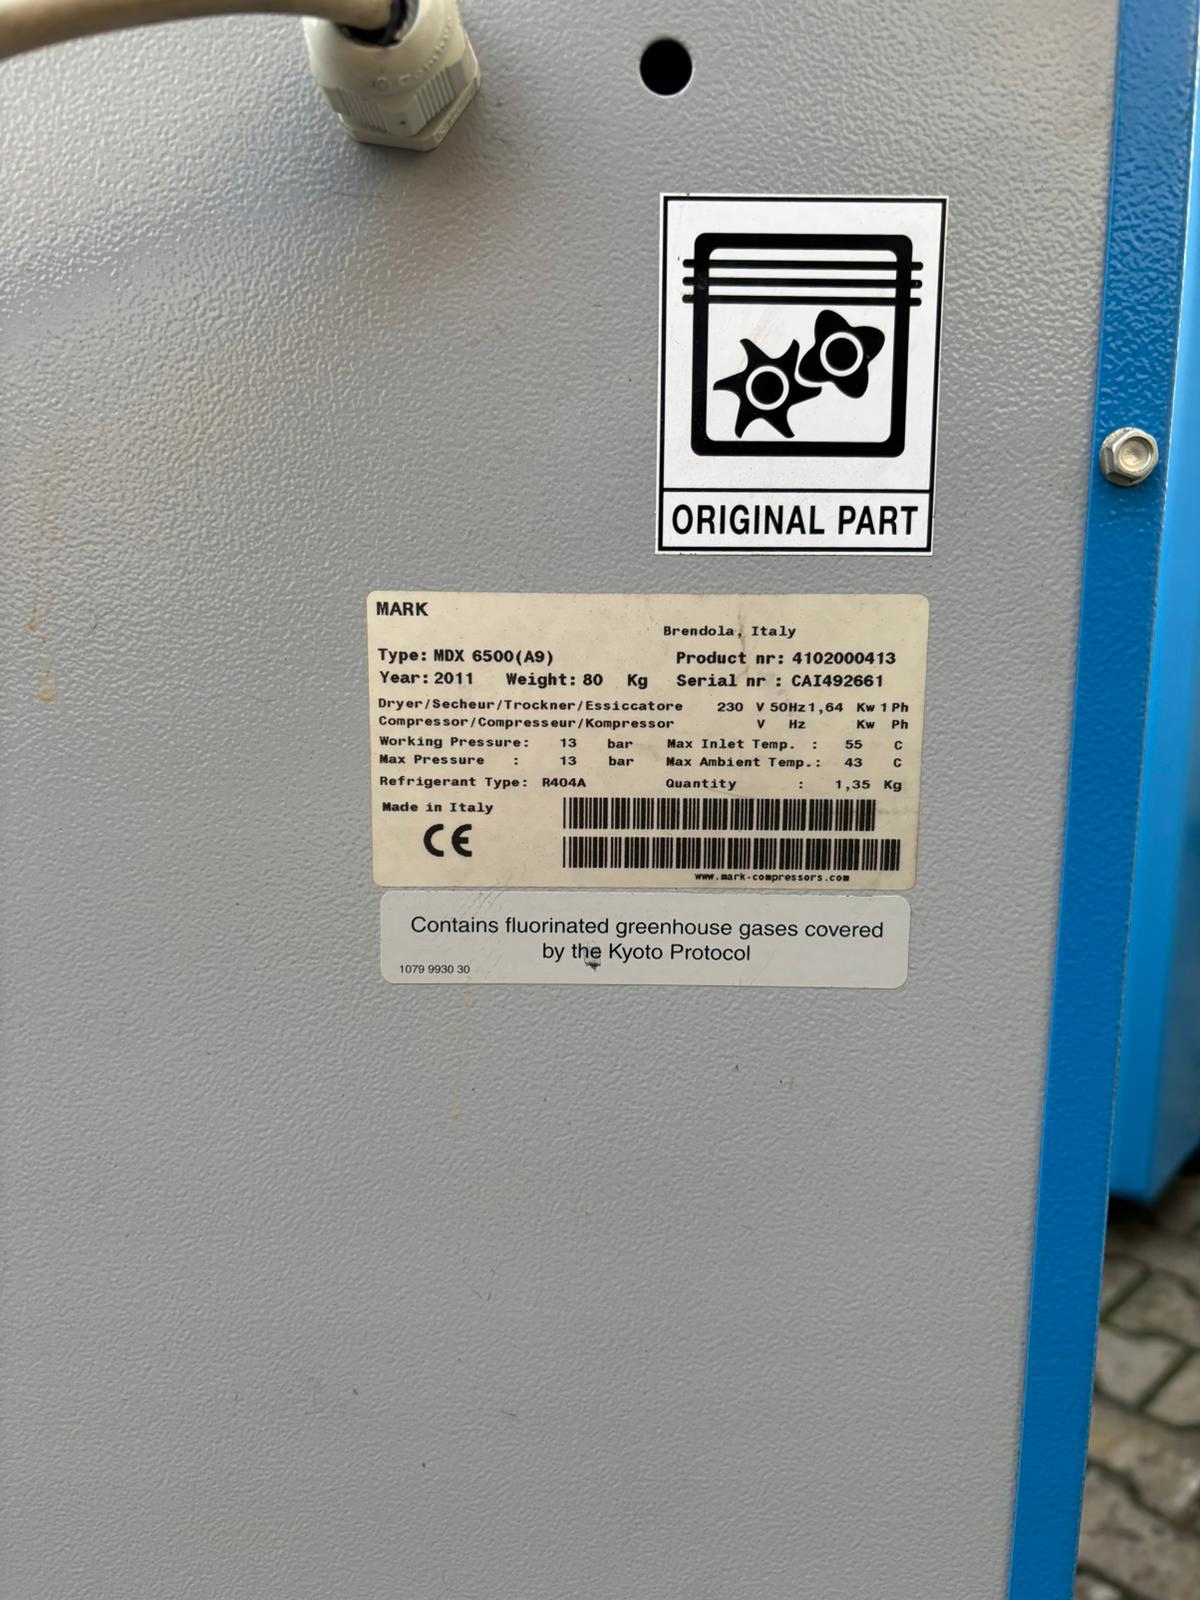 ORIGINAL PART
MARK
Brendola, Italy
Type: MDX 6500(A9) Product nr: 4102000413
Year: 2011 Weight: 80 Kg Serial nr : CAI492661
Dryer/Secheur/Trockner/Essiccatore 230 V 50Hz 1,64 Kw 1 Ph
Compressor/Compresseur/Kompressor V Hz Kw Ph
Working Pressure: 13 bar Max Inlet Temp. : 55 C
Max Pressure : 13 bar Max Ambient Temp.: 43 C
Refrigerant Type: R404A Quantity : 1,35 Kg
Made in Italy
CE
www.mark-compressors.com
Contains fluorinated greenhouse gases covered
by the Kyoto Protocol
1079 9930 30